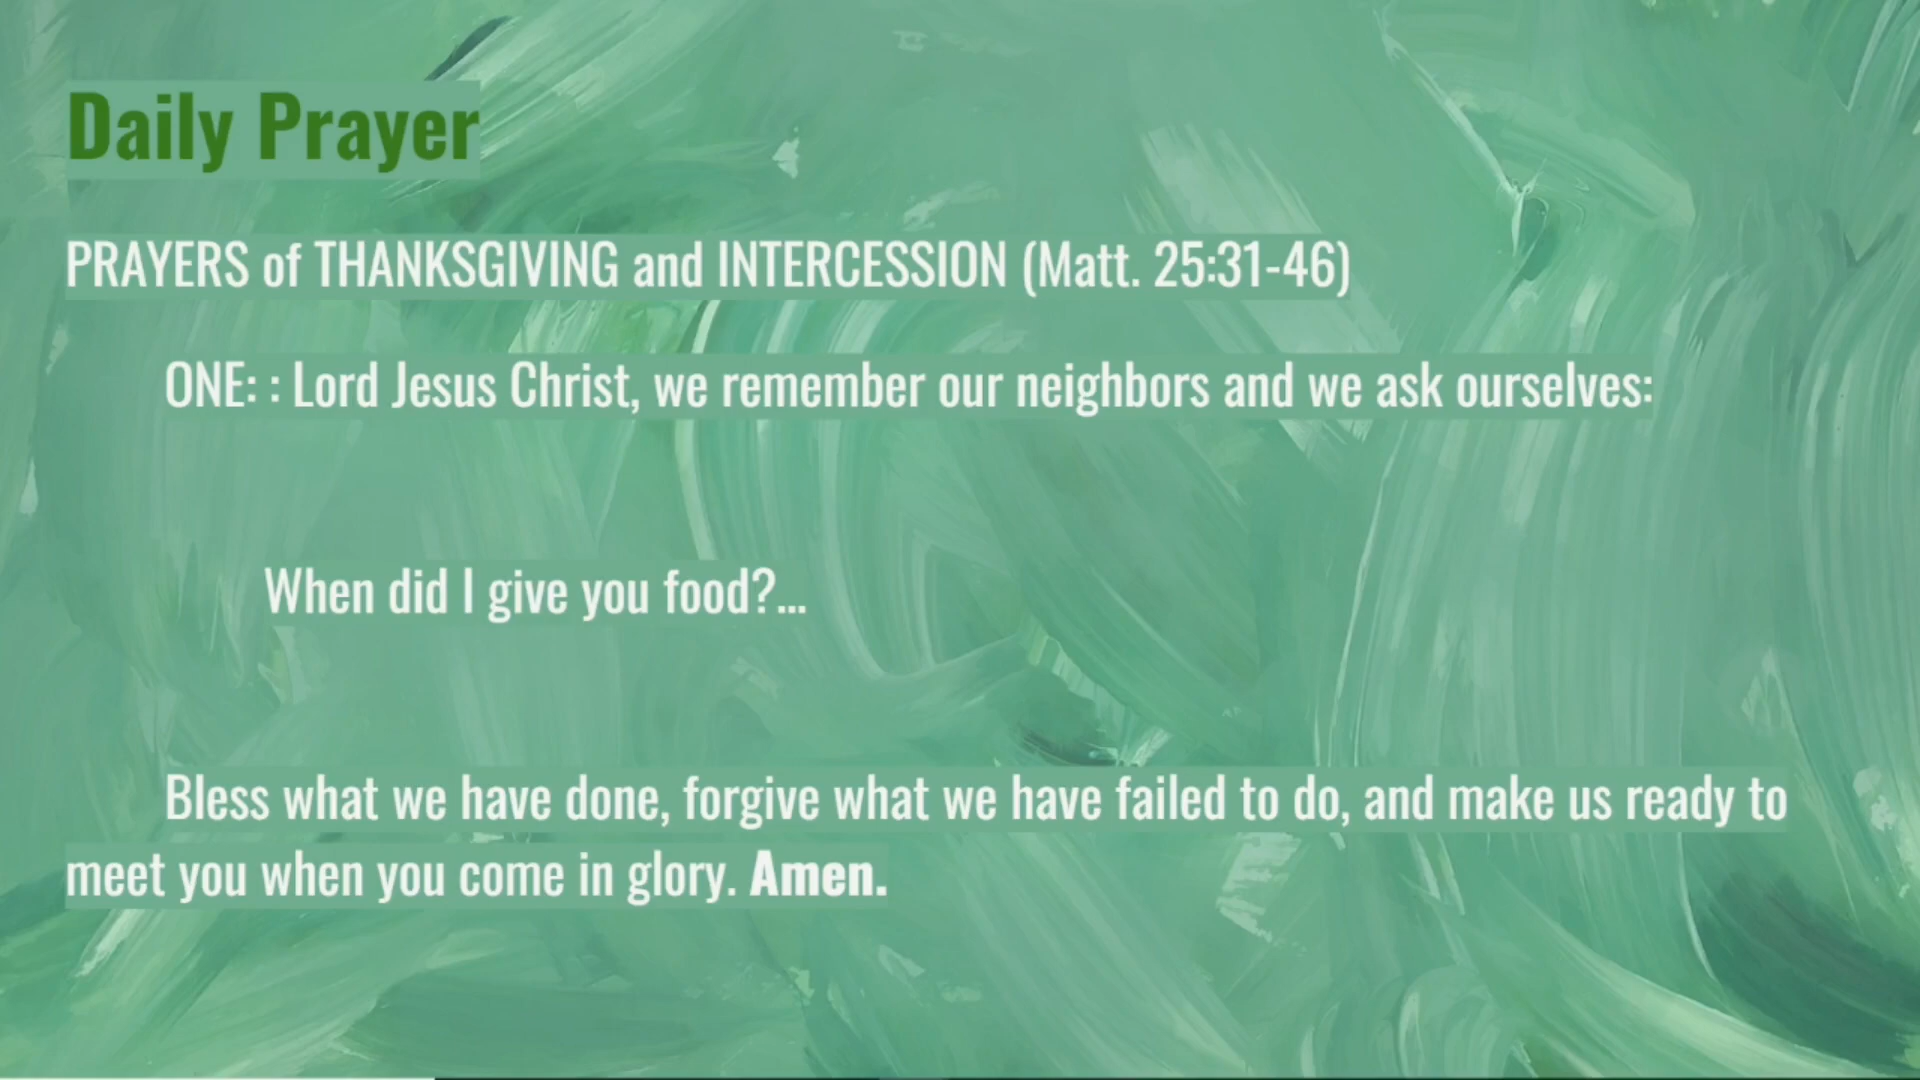 Daily Prayer
PRAYERS of THANKSGIVING and INTERCESSION (Matt. 25:31-46)
ONE: : Lord Jesus Christ, we remember our neighbors and we ask ourselves:
When did I give you food?...
Bless what we have done, forgive what we have failed to do, and make us ready to
meet you when you come in glory. Amen.